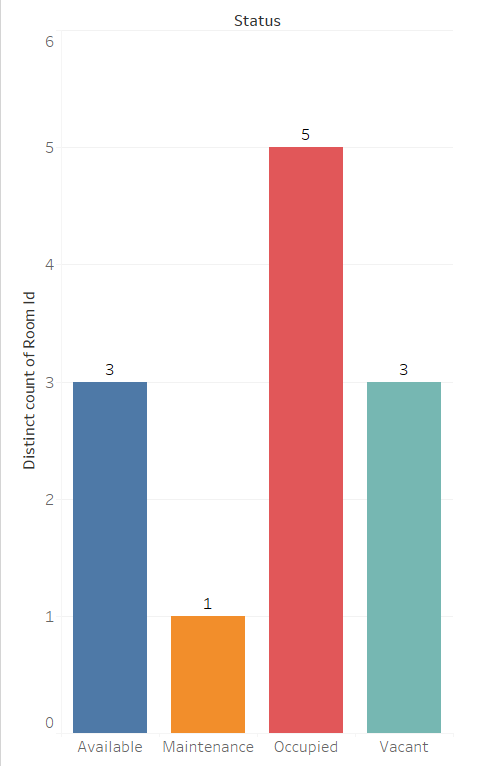 Status
6
5
5
4
3
3
3
2
1
1
0
Distinct count of Room Id
Available
Maintenance
Occupied
Vacant